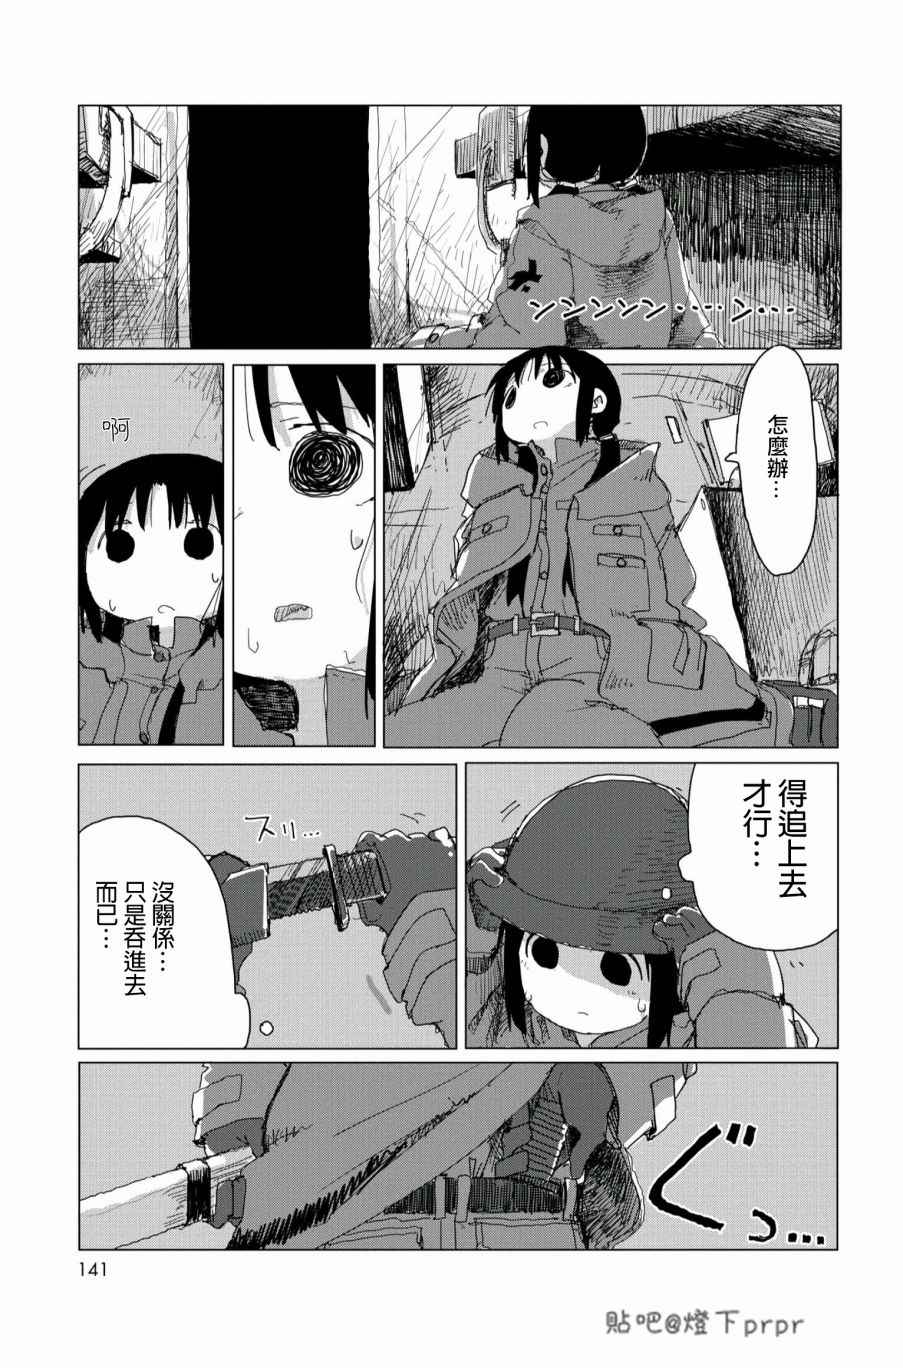 ガ
ンンンンン……ン…
怎麼辦…
啊
得追上去
才行…
スリ…
沒關係…
只是吞進去
而已…
ぐっ…
141
貼吧@燈下prpr